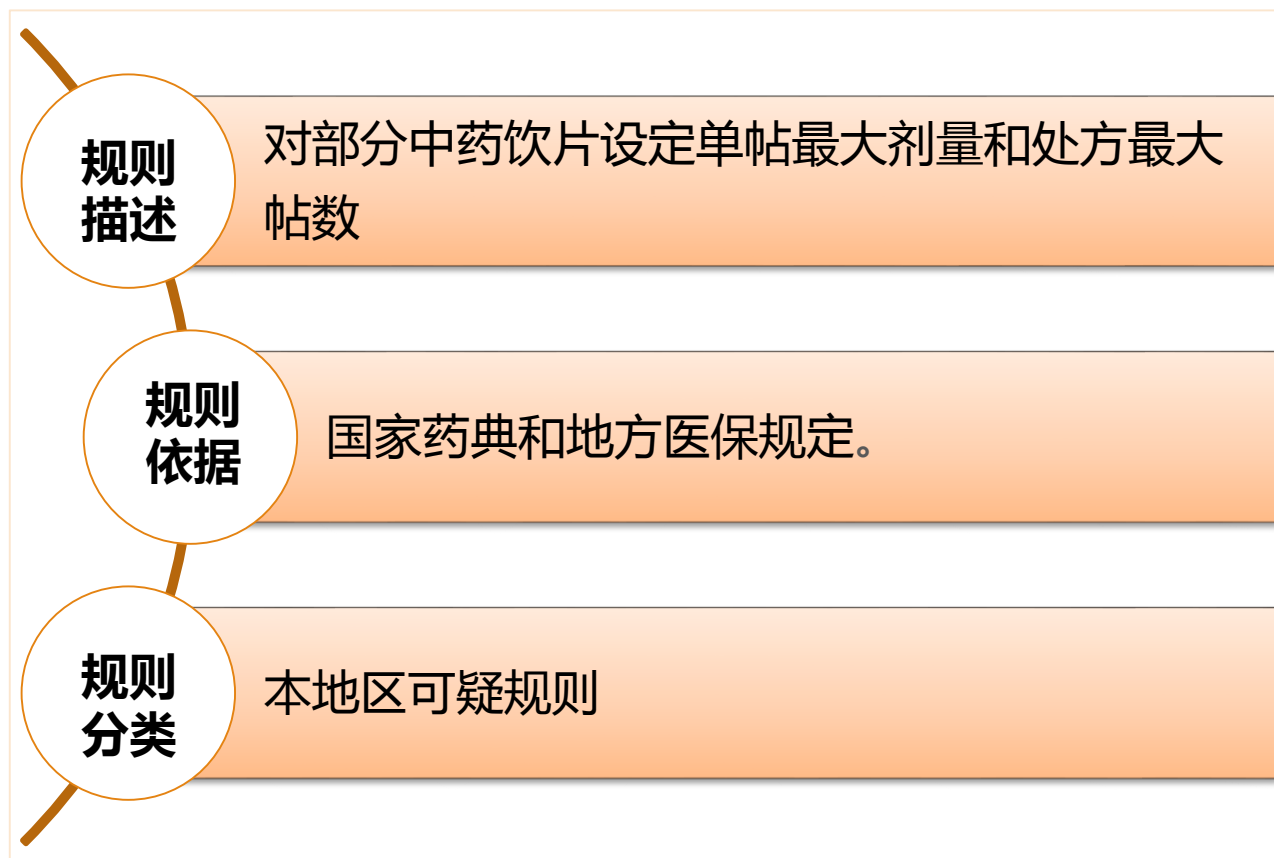 规则
描述
对部分中药饮片设定单帖最大剂量和处方最大
帖数
规则
依据
国家药典和地方医保规定。
规则
分类
本地区可疑规则